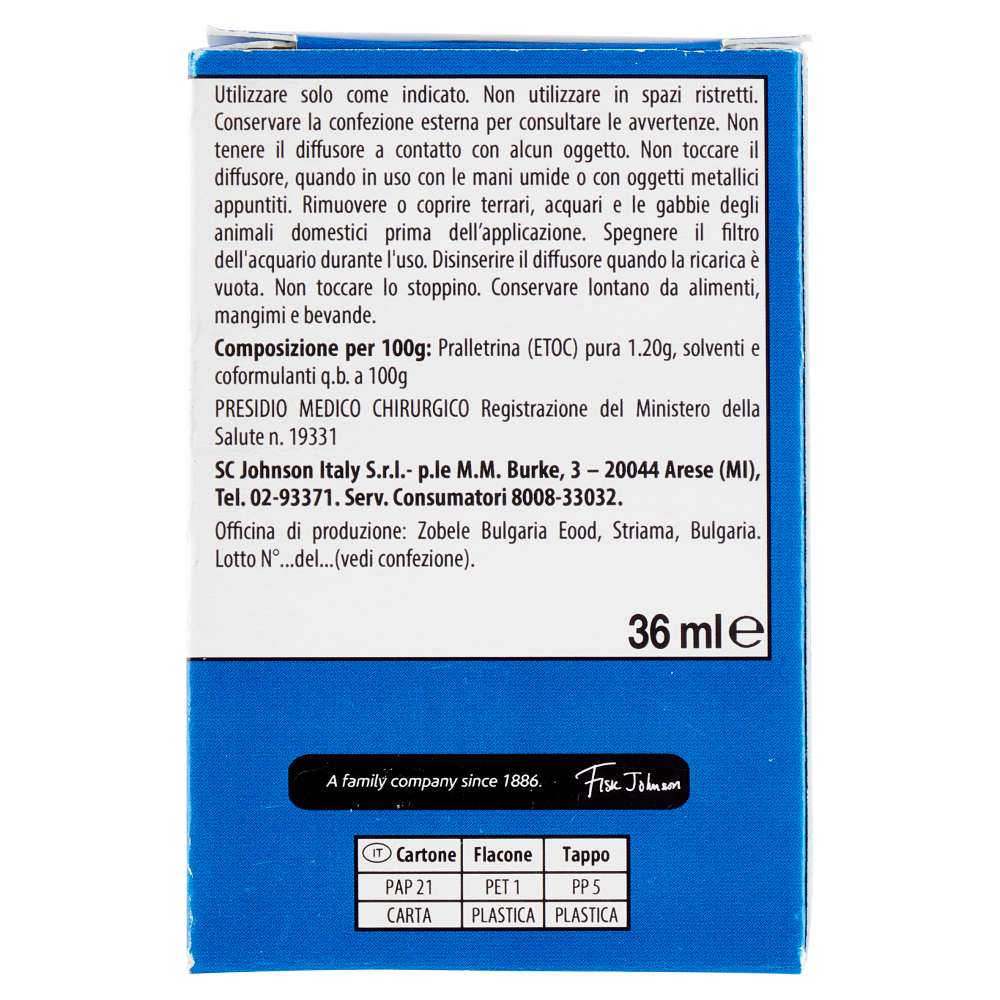 Utilizzare solo come indicato. Non utilizzare in spazi ristretti.
Conservare la confezione esterna per consultare le avvertenze. Non
tenere il diffusore a contatto con alcun oggetto. Non toccare il
diffusore, quando in uso con le mani umide o con oggetti metallici
appuntiti. Rimuovere o coprire terrari, acquari e le gabbie degli
animali domestici prima dell'applicazione. Spegnere il filtro
dell'acquario durante l'uso. Disinserire il diffusore quando la ricarica è
vuota. Non toccare lo stoppino. Conservare lontano da alimenti,
mangimi e bevande.
Composizione per 100g: Pralletrina (ETOC) pura 1.20g, solventi e
coformulanti q.b. a 100g
PRESIDIO MEDICO CHIRURGICO Registrazione del Ministero della
Salute n. 19331
SC Johnson Italy S.r.l.- p.le M.M. Burke, 3 – 20044 Arese (MI),
Tel. 02-93371. Serv. Consumatori 8008-33032.
Officina di produzione: Zobele Bulgaria Eood, Striama, Bulgaria.
Lotto N°...del...(vedi confezione).
36 ml ℮
A family company since 1886. Fisk Johnson
IT Cartone Flacone Tappo
PAP 21 PET 1 PP 5
CARTA PLASTICA PLASTICA